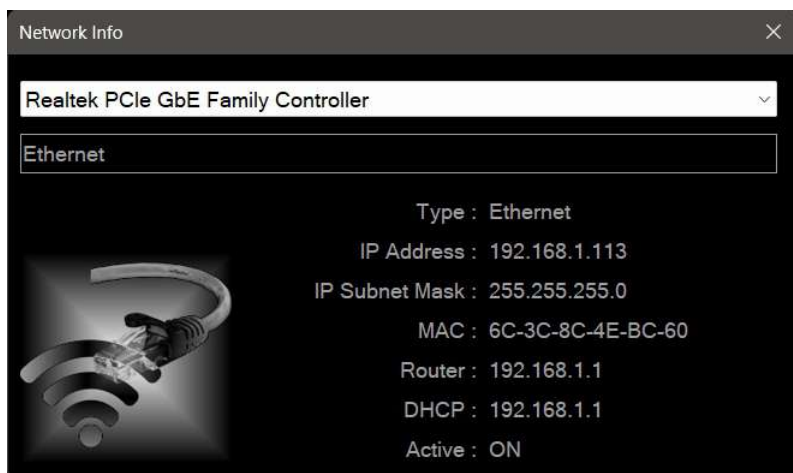 Network Info
Realtek PCIe GbE Family Controller
Ethernet
Type : Ethernet
IP Address : 192.168.1.113
IP Subnet Mask : 255.255.255.0
MAC : 6C-3C-8C-4E-BC-60
Router : 192.168.1.1
DHCP : 192.168.1.1
Active : ON